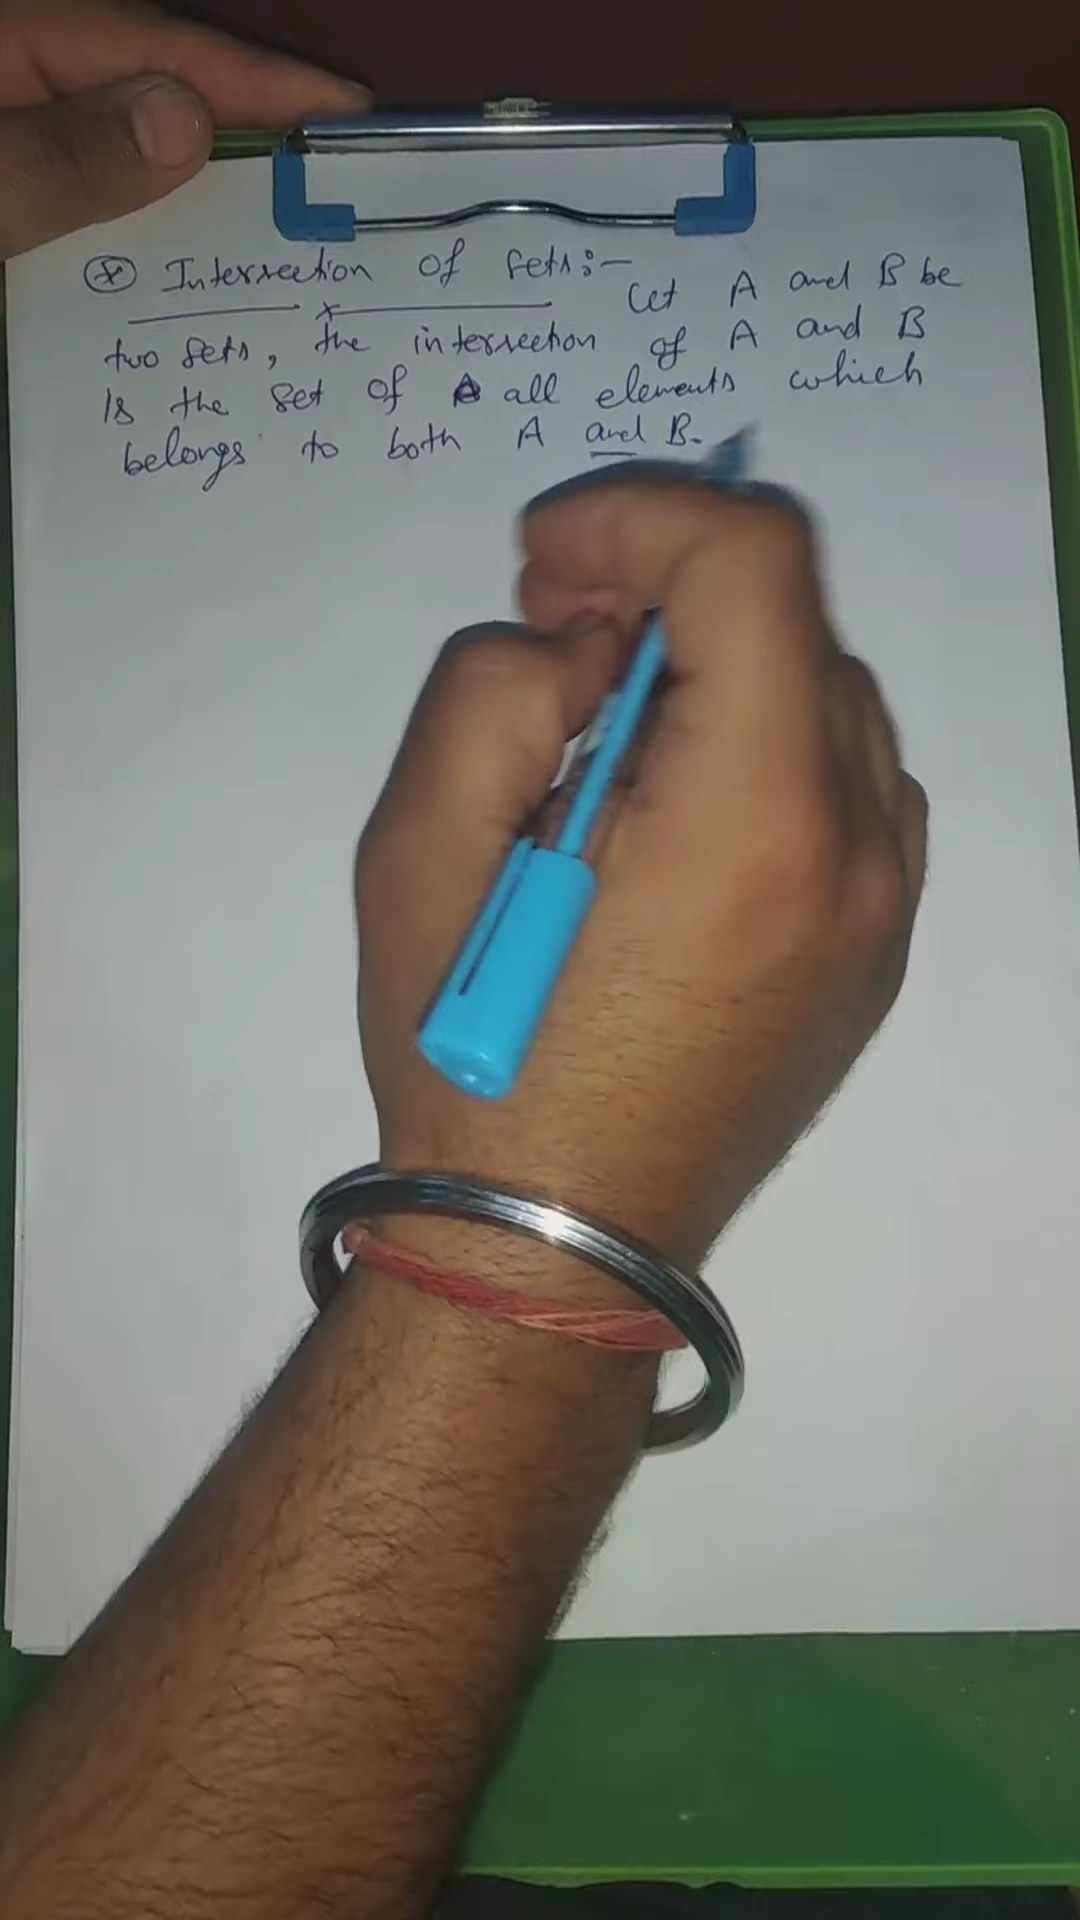 ⊛ Intersection of sets:-
Let A and B be
two sets, the intersection of A and B
Is the set of A all elements which
belongs to both A and B.